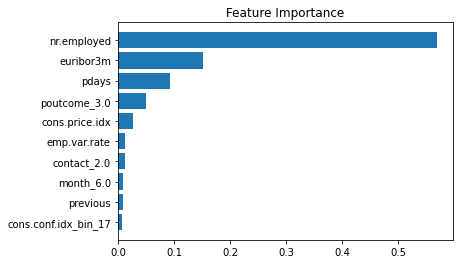 Feature Importance
nr.employed
euribor3m
pdays
poutcome_3.0
cons.price.idx
emp.var.rate
contact_2.0
month_6.0
previous
cons.conf.idx_bin_17
0.0 0.1 0.2 0.3 0.4 0.5